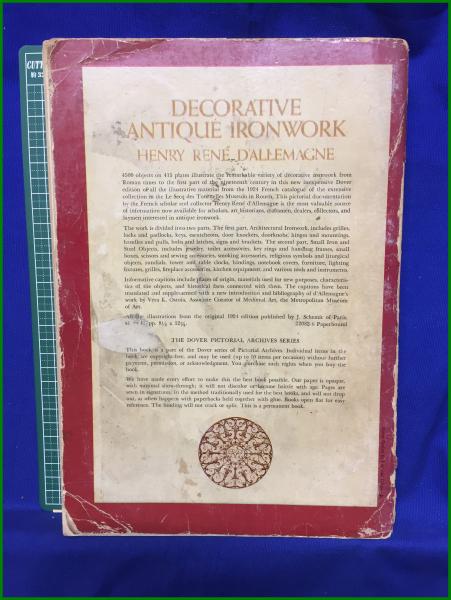 CUTT
DECORATIVE
ANTIQUE IRONWORK
HENRY RENÉ D'ALLEMAGNE
4500 objects on 415 plates illustrate the remarkable variety of decorative ironwork from
Roman times to the first part of the nineteenth century in this new inexpensive Dover
edition of all the illustrative material from the 1924 French catalogue of the extensive
collection in the Le Secq des Tournelles Museum in Rouen. This pictorial documentation
by the French scholar and collector Henry René d'Allemagne is the most valuable source
of information now available for scholars, art historians, craftsmen, dealers, collectors, and
laymen interested in antique ironwork.
The work is divided into two parts. The first part, Architectural Ironwork, includes grilles,
locks and padlocks, keys, escutcheons, door knockers, doorknobs, hinges and mountings,
handles and pulls, bolts and latches, signs and brackets. The second part, Small Iron and
Steel Objects, includes jewelry, toilet accessories, key rings and handbag frames, small
boxes, scissors and sewing accessories, smoking accessories, religious symbols and liturgical
objects, sundials, tower and table clocks, bindings, notebook covers, furniture, lighting
fixtures, grilles, fireplace accessories, kitchen equipment, and various tools and instruments.
Informative captions include places of origin, materials used for new purposes, characteris-
tics of the objects, and historical facts connected with them. The captions have been
translated and supplemented with a new introduction and bibliography of d'Allemagne's
work by Vera K. Ostoia, Associate Curator of Medieval Art, the Metropolitan Museum
of Art.
All the illustrations from the original 1924 edition published by J. Schemit of Paris.
pp. 9¼ x 12¼. 22082-6 Paperbound
THE DOVER PICTORIAL ARCHIVES SERIES
This book is a part of the Dover series of Pictorial Archives. Individual items in the
book are copyright-free, and may be used (up to 10 items per occasion) without further
payment, permission, or acknowledgment. You purchase such rights when you buy the
book.
We have made every effort to make this the best book possible. Our paper is opaque,
with minimal show-through; it will not discolor or become brittle with age. Pages are
sewn in signatures, in the method traditionally used for the best books, and will not drop
out, as often happens with paperbacks held together with glue. Books open flat for easy
reference. The binding will not crack or split. This is a permanent book.